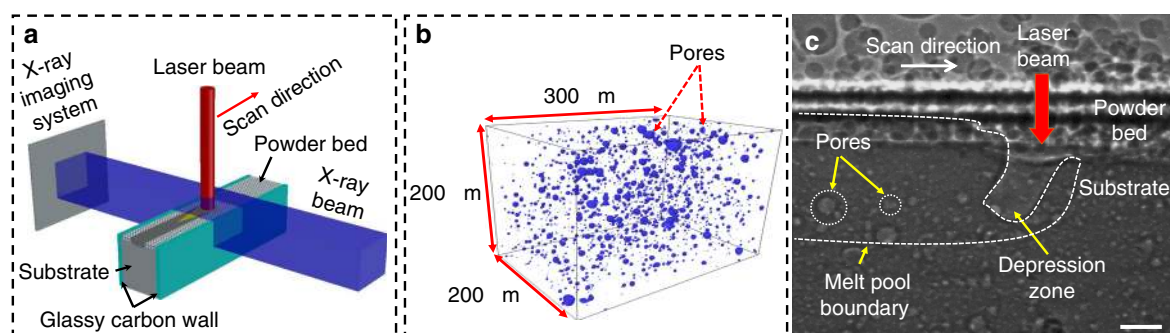 a
X-ray
imaging
system
Laser beam
Scan direction
Powder bed
X-ray
beam
Substrate
Glassy carbon wall
b
Pores
300 m
200 m
200 m
c
Scan direction
Laser
beam
Powder
bed
Pores
Substrate
Melt pool
boundary
Depression
zone